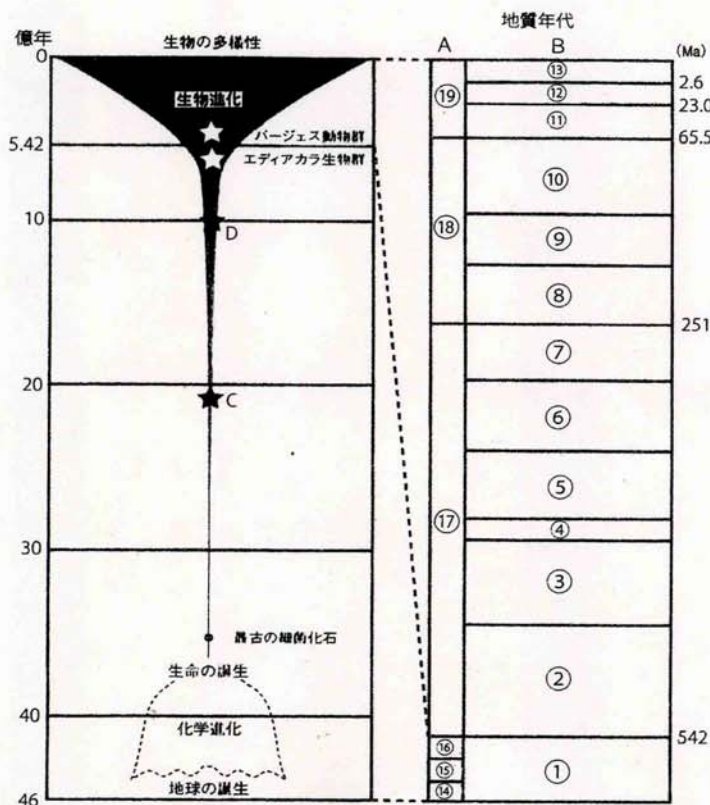 地質年代
億年
生物の多様性
A B (Ma)
0
生物進化
バージェス動物群
5.42
エディアカラ生物群
10
D
20
C
30
最古の細菌化石
生命の誕生
40
化学進化
地球の誕生
46
⑬
2.6
⑲
⑫
23.0
⑪
65.5
⑩
⑱
⑨
⑧
251
⑦
⑥
⑤
⑰
④
③
②
542
⑯
⑮
①
⑭